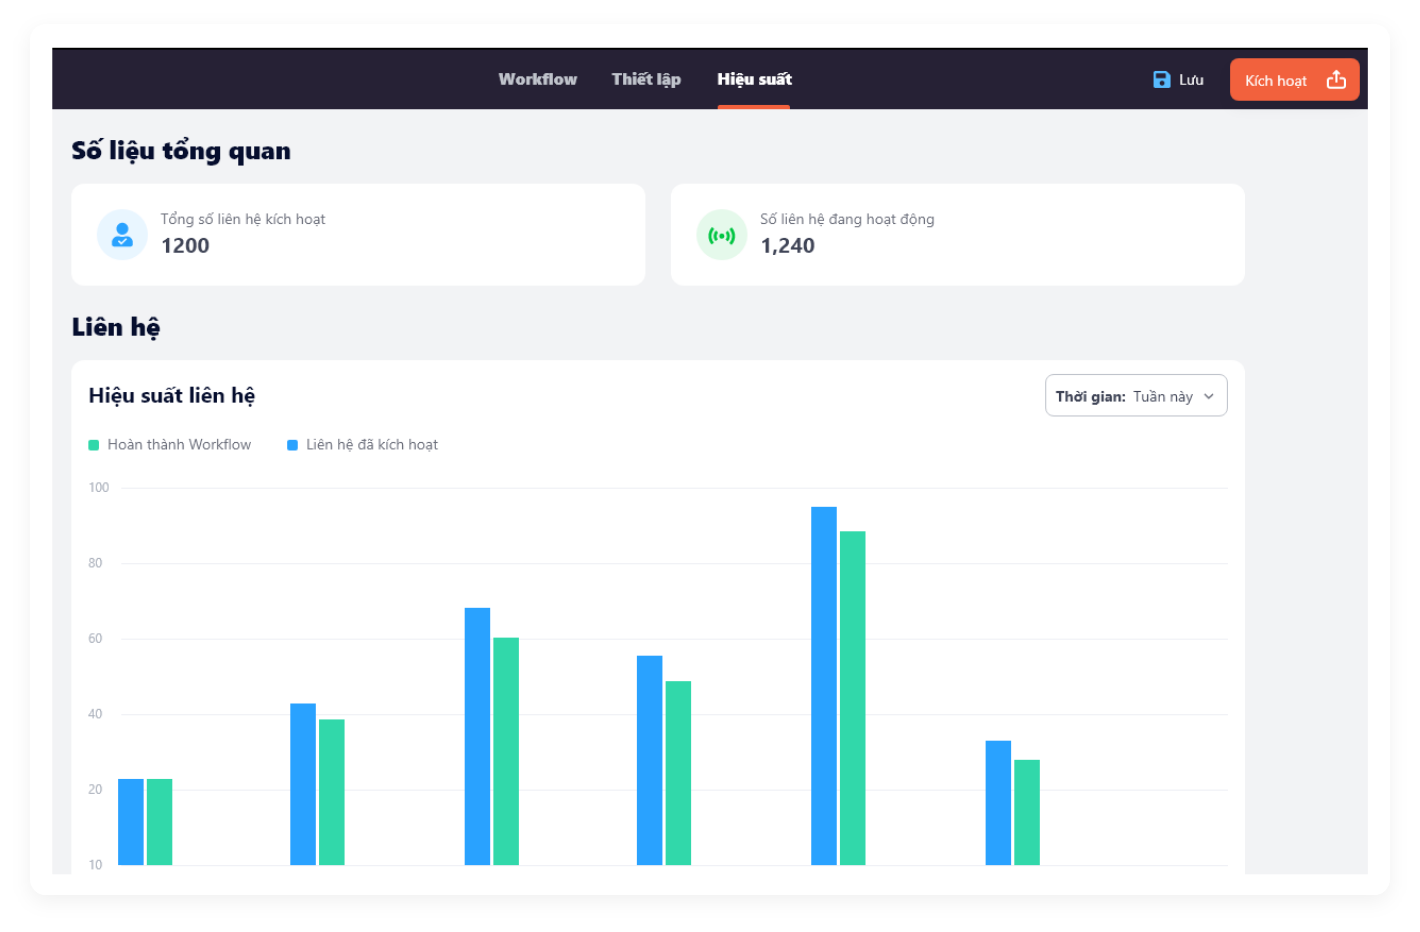 Workflow Thiết lập Hiệu suất Lưu Kích hoạt
Số liệu tổng quan
Tổng số liên hệ kích hoạt
1200
Số liên hệ đang hoạt động
1,240
Liên hệ
Hiệu suất liên hệ
Thời gian: Tuần này
Hoàn thành Workflow Liên hệ đã kích hoạt
100
80
60
40
20
10